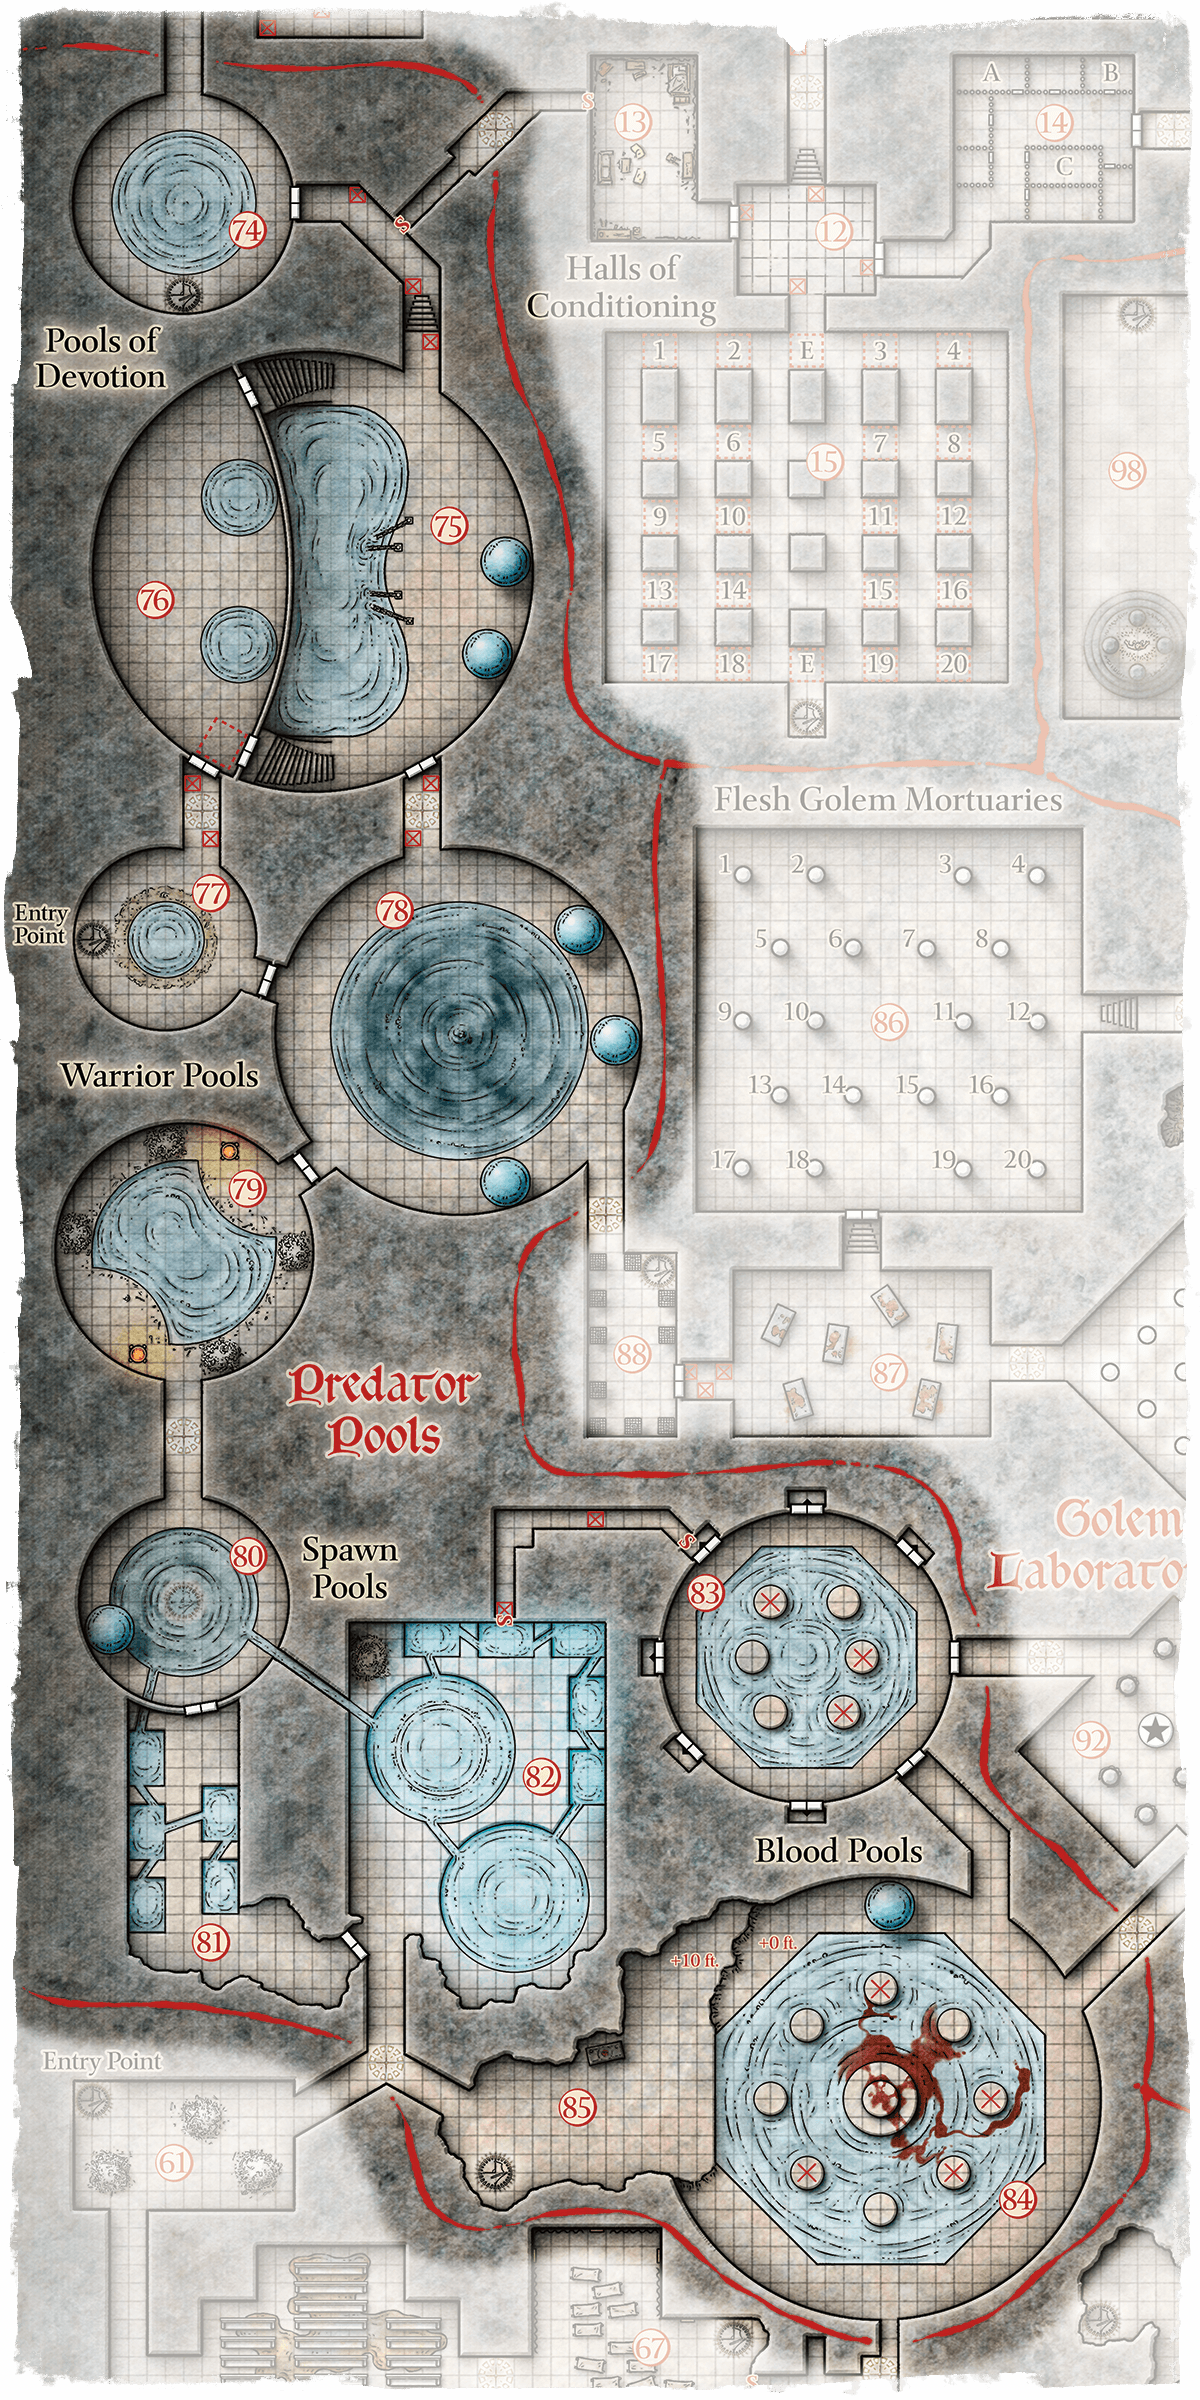 A
B
13
14
C
S
12
74
S
Halls of
Conditioning
Pools of
Devotion
1 2 E 3 4
5 6 7 8
15
98
9 10 11 12
75
76
13 14 15 16
17 18 E 19 20
Flesh Golem Mortuaries
1 2 3 4
77
78
Entry
Point
5 6 7 8
9 10 86 11 12
Warrior Pools
13 14 15 16
17 18 19 20
79
88
87
Predator
Pools
Golem
Laborato
80
Spawn
Pools
S
83
S
92
82
Blood Pools
81
+10 ft.
+0 ft.
Entry Point
85
61
84
67
S